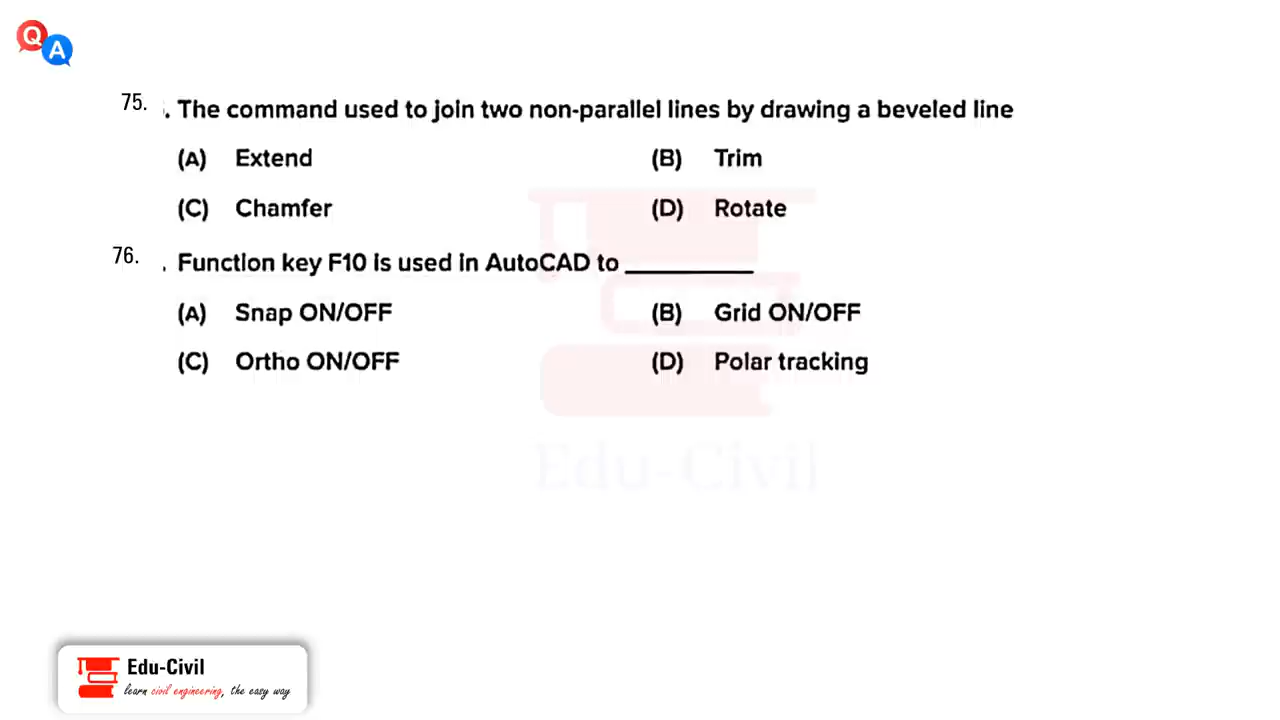 Q
A
75. . The command used to join two non-parallel lines by drawing a beveled line
(A) Extend (B) Trim
(C) Chamfer (D) Rotate
76. . Function key F10 is used in AutoCAD to __________
(A) Snap ON/OFF (B) Grid ON/OFF
(C) Ortho ON/OFF (D) Polar tracking
Edu-Civil
Edu-Civil
learn civil engineering, the easy way